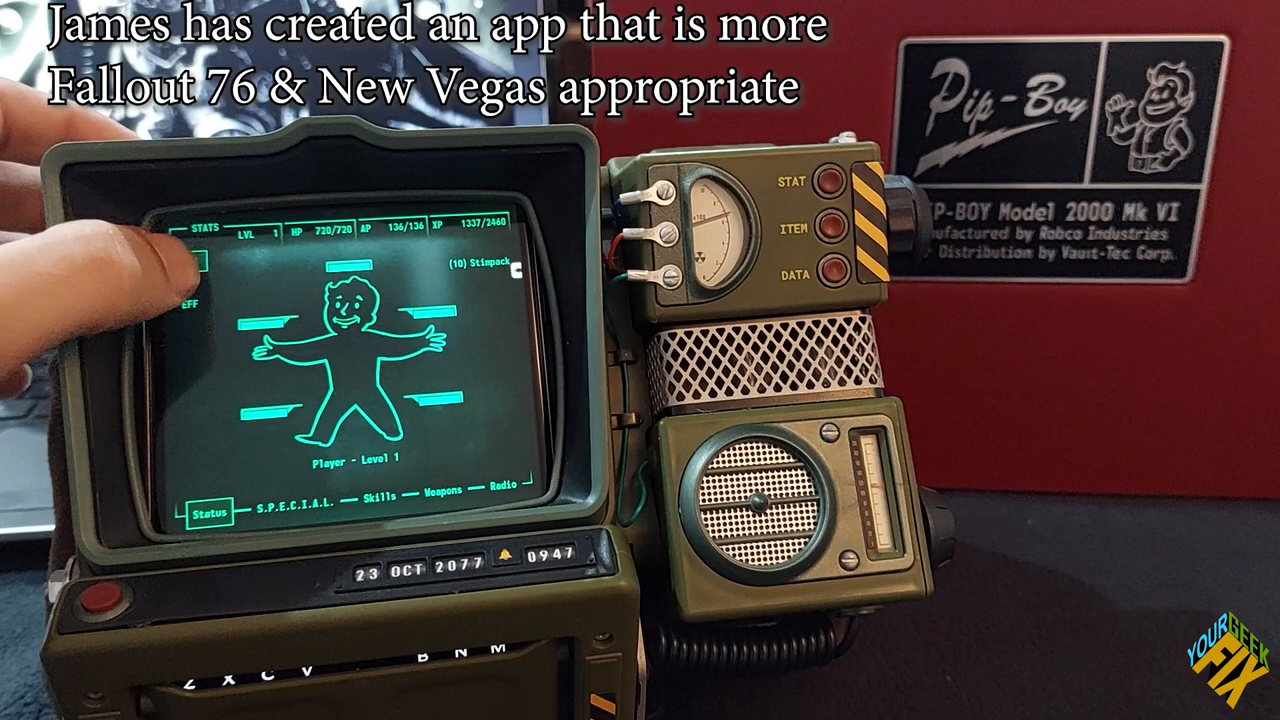 James has created an app that is more
Fallout 76 & New Vegas appropriate
Pip-Boy
PIP-BOY Model 2000 Mk VI
Manufactured by Robco Industries
Distribution by Vault-Tec Corp.
STAT
ITEM
DATA
STATS LVL 1 HP 720/720 AP 136/136 XP 1337/2460
(10) Stimpack
EFF
Player - Level 1
Status S.P.E.C.I.A.L. Skills Weapons Radio
23 OCT 2077 0947
Z X C V B N M
YOUR GEEK
FIX